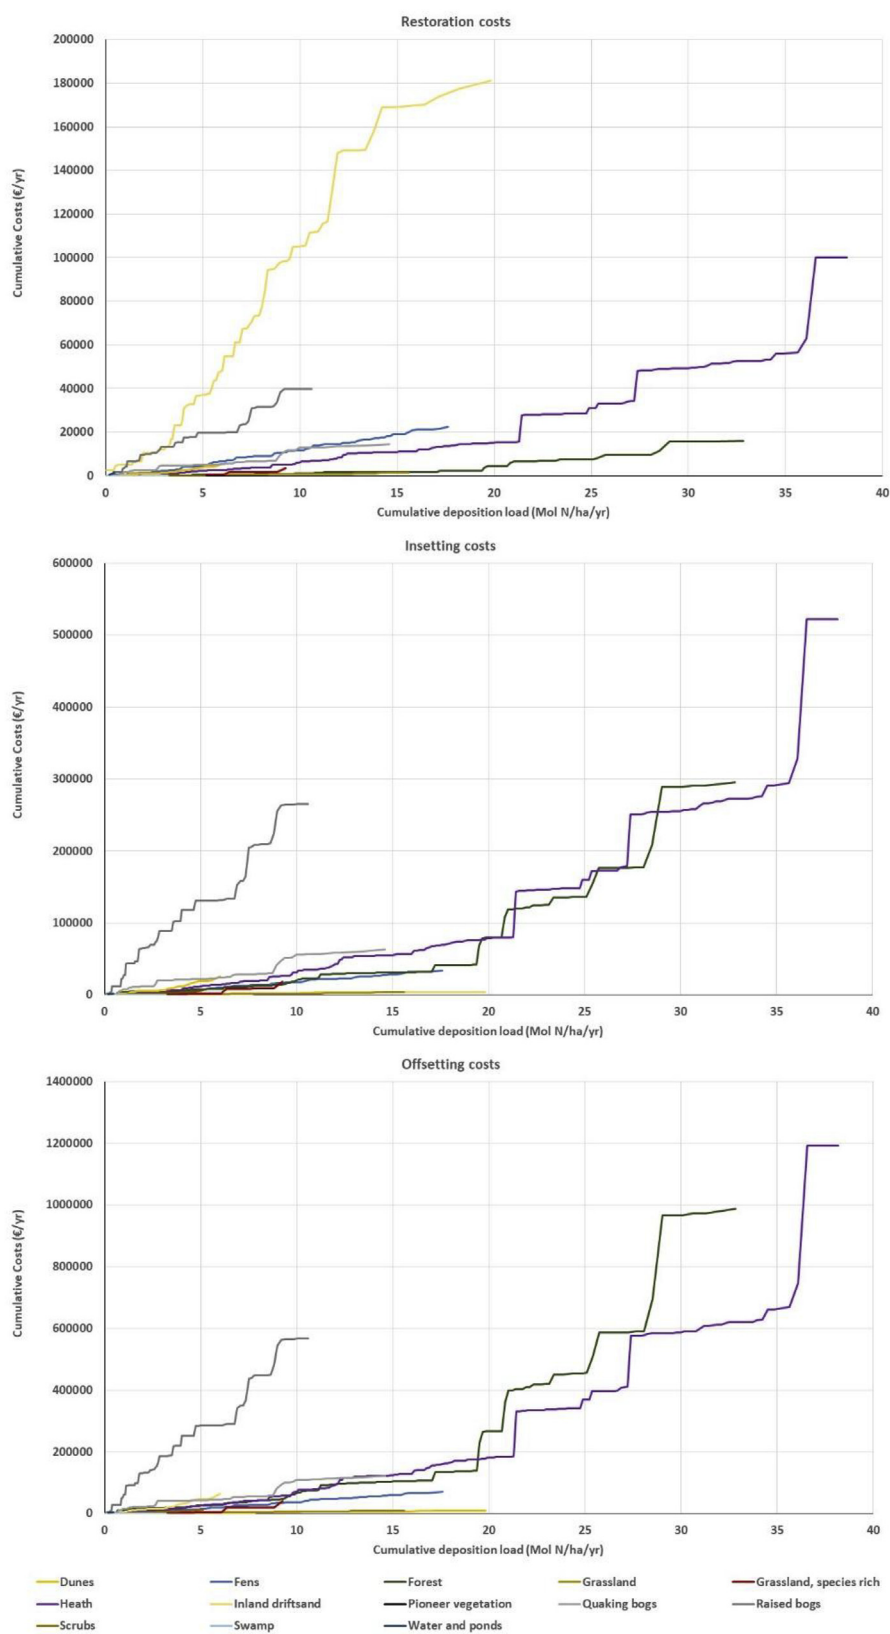 Restoration costs
200000
180000
160000
140000
120000
100000
80000
60000
40000
20000
0
Cumulative Costs (€/yr)
0 5 10 15 20 25 30 35 40
Cumulative deposition load (Mol N/ha/yr)
Insetting costs
600000
500000
400000
300000
200000
100000
0
Cumulative Costs (€/yr)
0 5 10 15 20 25 30 35 40
Cumulative deposition load (Mol N/ha/yr)
Offsetting costs
1400000
1200000
1000000
800000
600000
400000
200000
0
Cumulative Costs (€/yr)
0 5 10 15 20 25 30 35 40
Cumulative deposition load (Mol N/ha/yr)
Dunes Fens Forest Grassland Grassland, species rich
Heath Inland driftsand Pioneer vegetation Quaking bogs Raised bogs
Scrubs Swamp Water and ponds